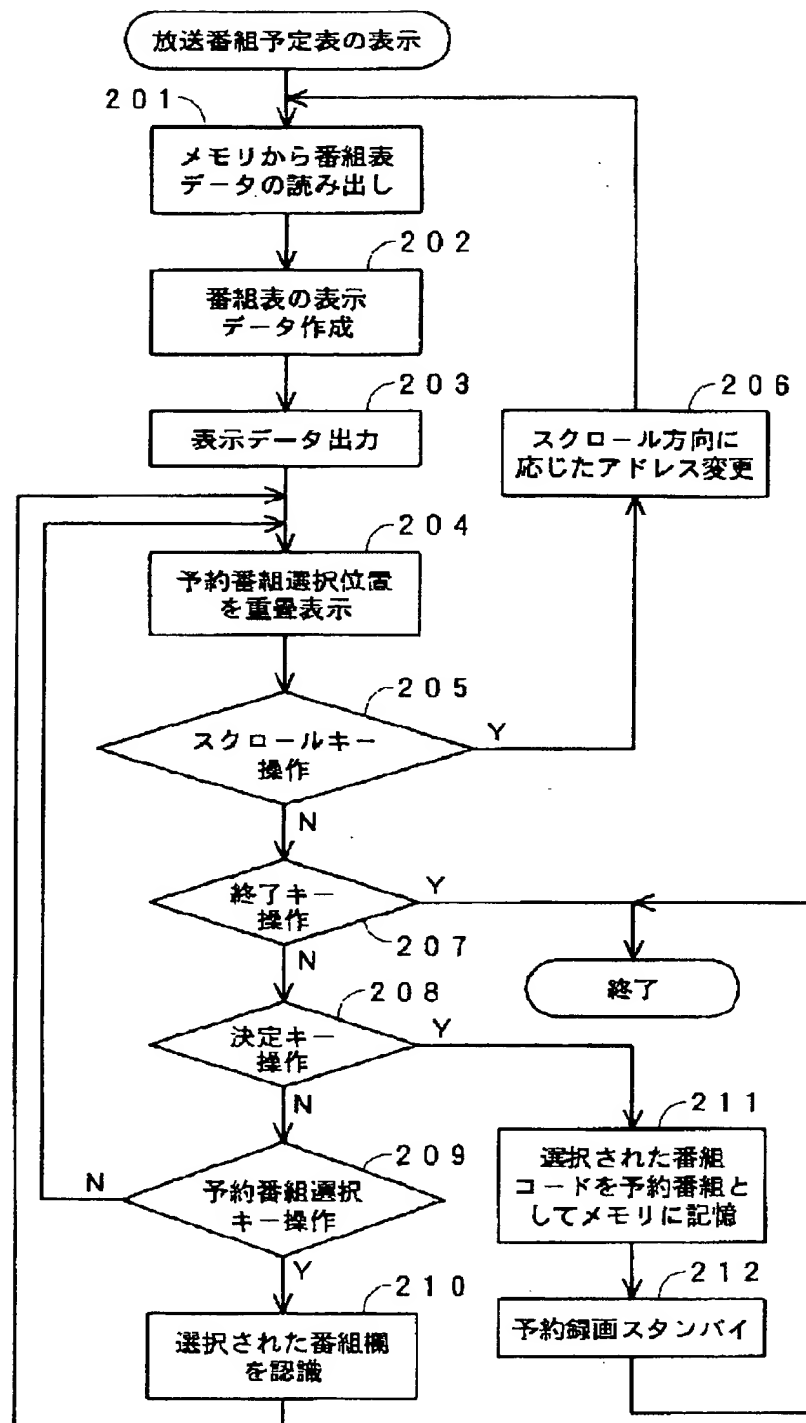 放送番組予定表の表示
201
メモリから番組表
データの読み出し
202
番組表の表示
データ作成
203
表示データ出力
206
スクロール方向に
応じたアドレス変更
204
予約番組選択位置
を重畳表示
205
スクロールキー
操作
Y
N
終了キー
操作
Y
207
N
終了
208
決定キー
操作
Y
N
211
選択された番組
コードを予約番組と
してメモリに記憶
209
予約番組選択
キー操作
N
Y
212
予約録画スタンバイ
210
選択された番組欄
を認識